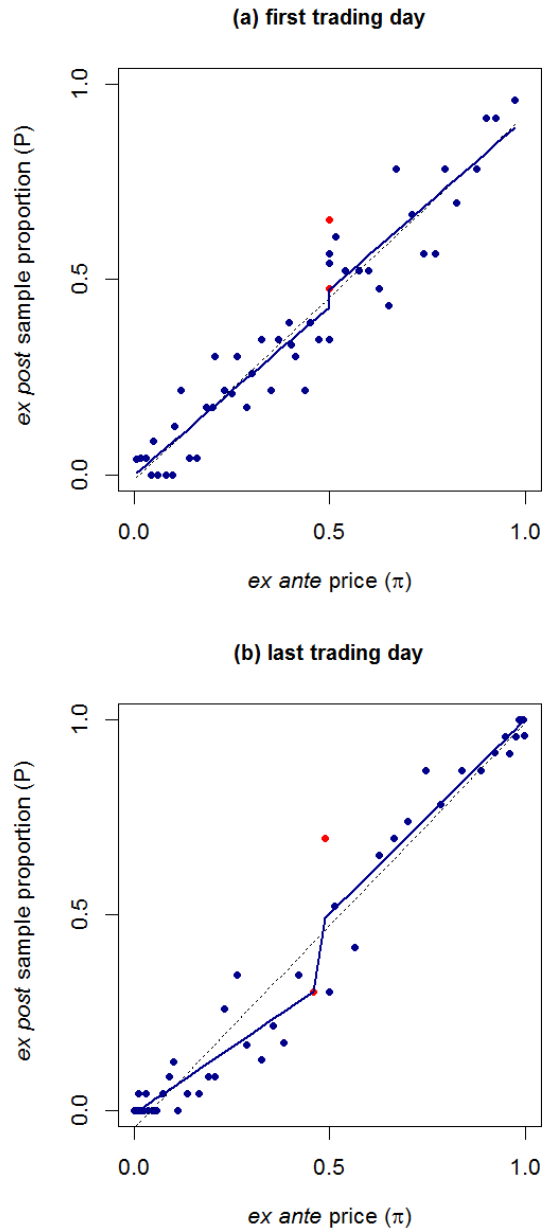 (a) first trading day
1.0
0.5
0.0
ex post sample proportion (P)
0.0 0.5 1.0
ex ante price (π)
(b) last trading day
1.0
0.5
0.0
ex post sample proportion (P)
0.0 0.5 1.0
ex ante price (π)